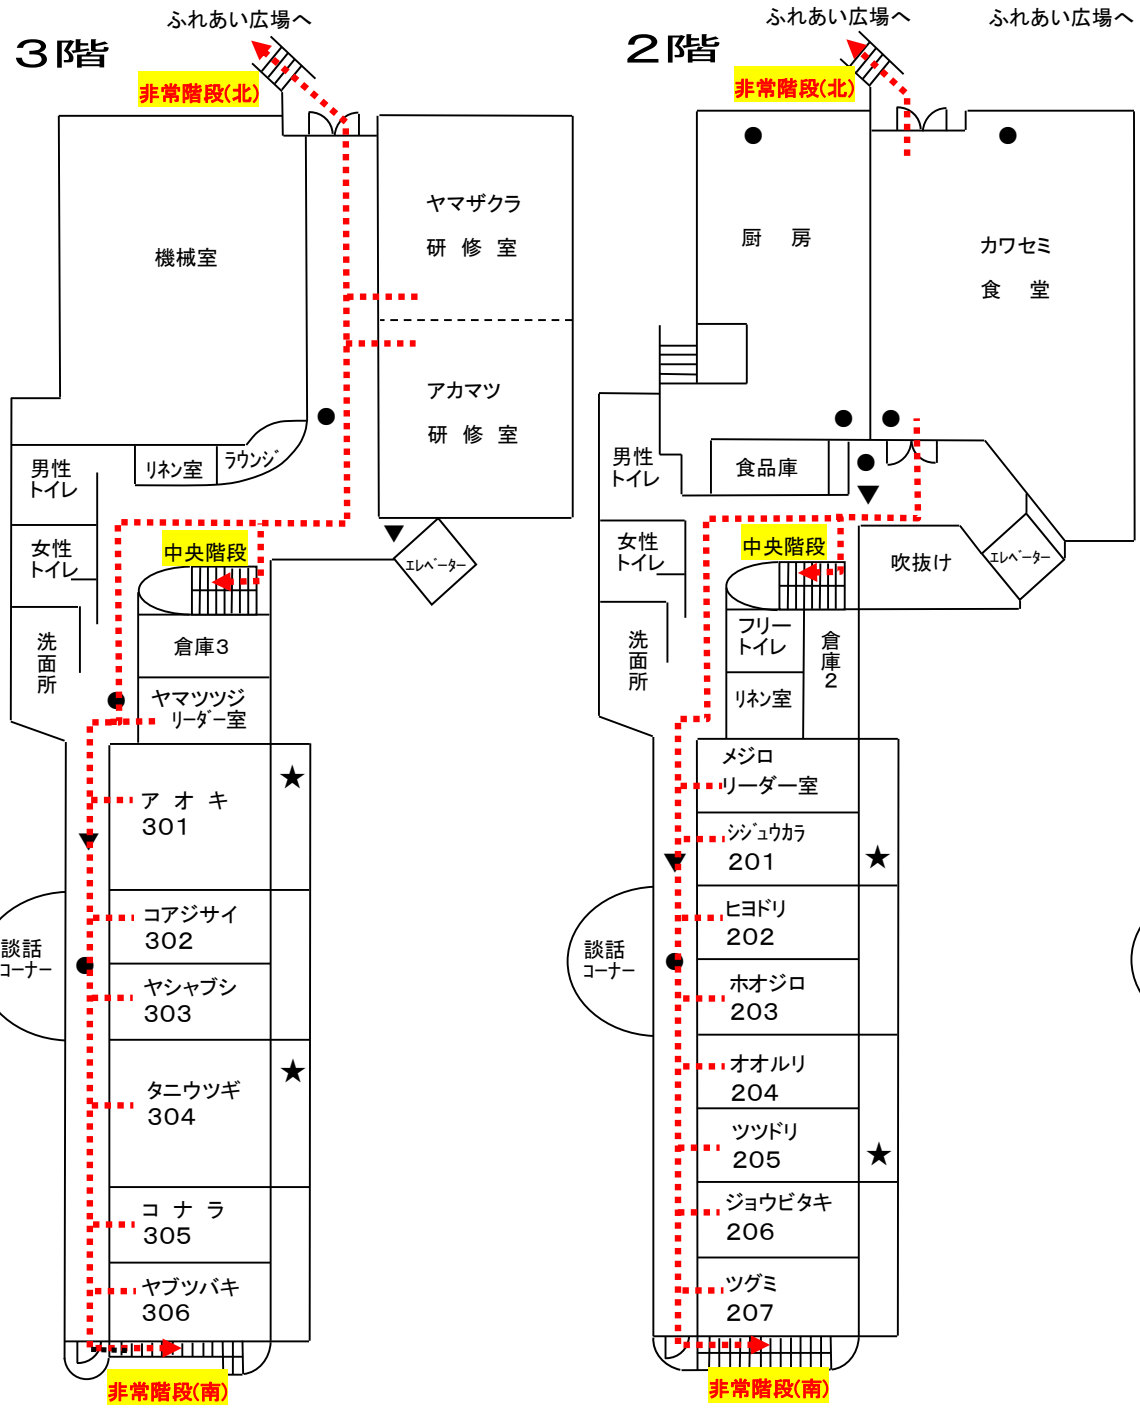 ふれあい広場へ
3階
非常階段(北)
ヤマザクラ
研 修 室
機械室
アカマツ
研 修 室
男性
トイレ
リネン室
ラウンジ
女性
トイレ
中央階段
エレベーター
洗面所
倉庫3
ヤマツツジ
リーダー室
ア オ キ
301
コアジサイ
302
談話
コーナー
ヤシャブシ
303
タニウツギ
304
コ ナ ラ
305
ヤブツバキ
306
非常階段(南)
ふれあい広場へ
ふれあい広場へ
2階
非常階段(北)
厨 房
カワセミ
食 堂
男性
トイレ
食品庫
女性
トイレ
中央階段
吹抜け
エレベーター
洗面所
フリー
トイレ
倉庫2
リネン室
メジロ
リーダー室
シジュウカラ
201
ヒヨドリ
202
談話
コーナー
ホオジロ
203
オオルリ
204
ツツドリ
205
ジョウビタキ
206
ツグミ
207
非常階段(南)